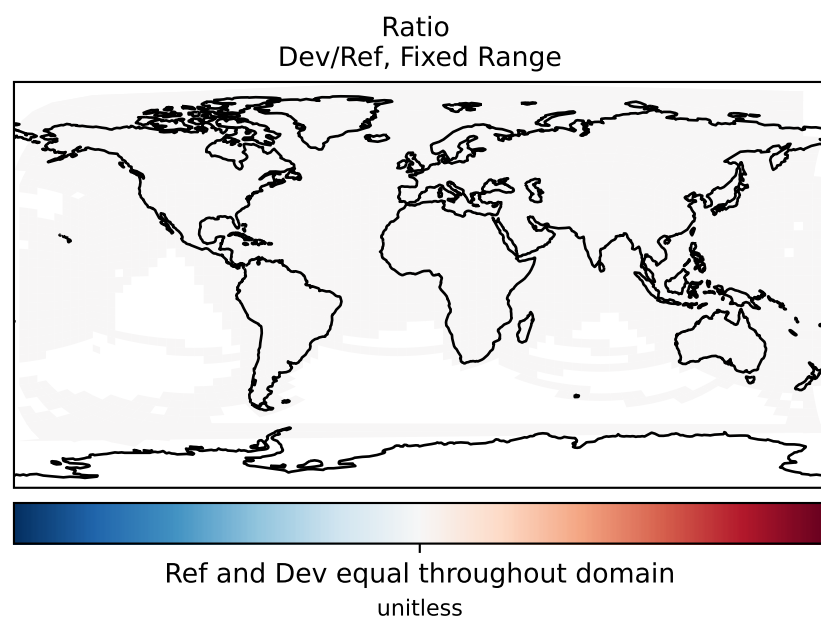 Ratio
Dev/Ref, Fixed Range
Ref and Dev equal throughout domain
unitless